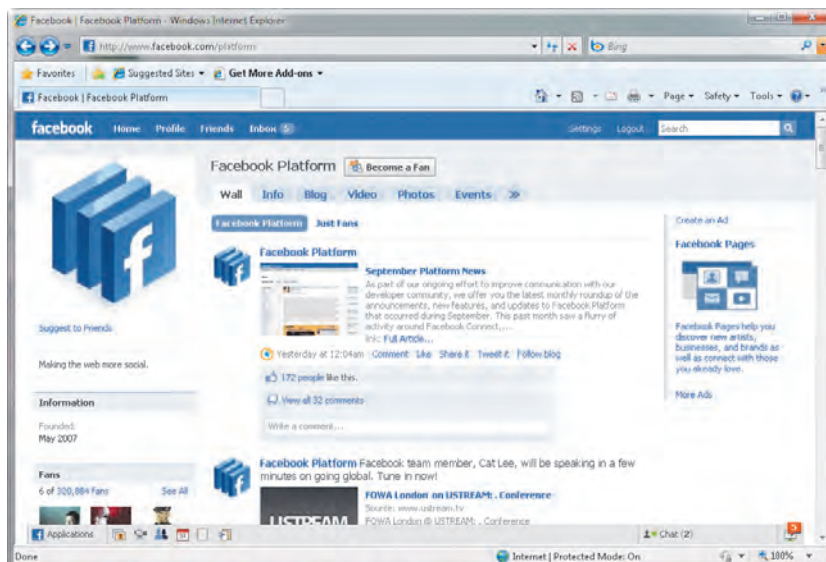 Facebook | Facebook Platform - Windows Internet Explorer
http://www.facebook.com/platform
Bing
Favorites
Suggested Sites
Get More Add-ons
Facebook | Facebook Platform
Page
Safety
Tools
facebook
Home
Profile
Friends
Inbox 5
Settings
Logout
Search
Facebook Platform
Become a Fan
Wall
Info
Blog
Video
Photos
Events
Facebook Platform
Just Fans
Suggest to Friends
Making the web more social.
Information
Founded:
May 2007
Fans
6 of 320,884 fans
See All
Facebook Platform
September Platform News
As part of our ongoing effort to improve communication with our
developer community, we offer you the latest monthly roundup of the
announcements, new features, and updates to Facebook Platform
that occurred during September. This past month saw a flurry of
activity around Facebook Connect,...
link: Full Article...
Yesterday at 12:04am
Comment
Like
Share it
Tweet it
Follow blog
172 people like this.
View all 32 comments
Write a comment...
Facebook Platform Facebook team member, Cat Lee, will be speaking in a few
minutes on going global. Tune in now!
USTREAM
FOWA London on USTREAM: . Conference
Source: www.ustream.tv
FOWA London @ USTREAM: . Conference
Create an Ad
Facebook Pages
Facebook Pages help you
discover new artists,
businesses, and brands as
well as connect with those
you already love.
More Ads
Applications
31
Chat (2)
5
Done
Internet | Protected Mode: On
100%